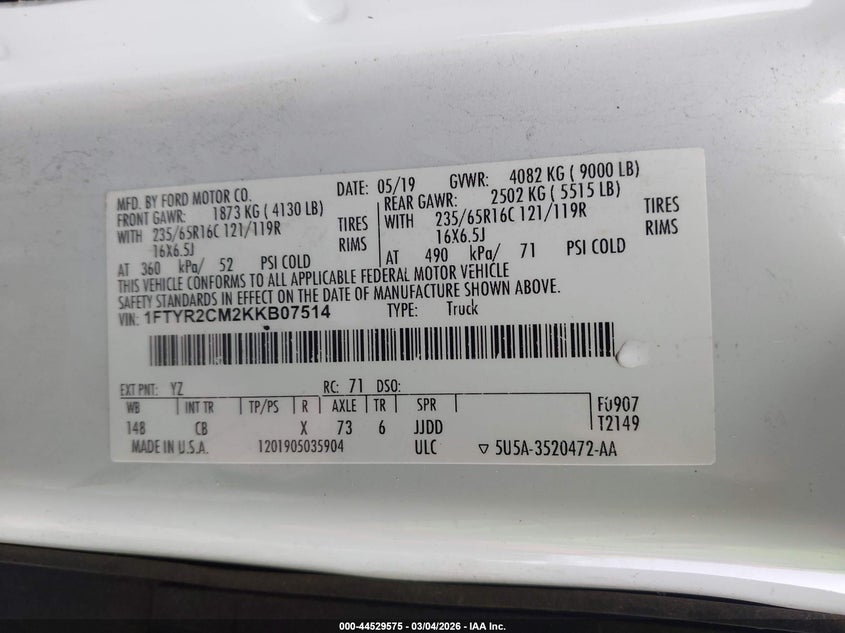 MFD. BY FORD MOTOR CO. DATE: 05/19 GVWR: 4082 KG ( 9000 LB)
FRONT GAWR: 1873 KG ( 4130 LB) REAR GAWR: 2502 KG ( 5515 LB)
WITH 235/65R16C 121/119R TIRES WITH 235/65R16C 121/119R TIRES
16X6.5J RIMS 16X6.5J RIMS
AT 360 kPa/ 52 PSI COLD AT 490 kPa/ 71 PSI COLD
THIS VEHICLE CONFORMS TO ALL APPLICABLE FEDERAL MOTOR VEHICLE
SAFETY STANDARDS IN EFFECT ON THE DATE OF MANUFACTURE SHOWN ABOVE.
VIN: 1FTYR2CM2KKB07514 TYPE: Truck
EXT PNT: YZ RC: 71 DSO:
WB INT TR TP/PS R AXLE TR SPR F0907
148 CB X 73 6 JJDD T2149
MADE IN U.S.A. 1201905035904 ULC 5U5A-3520472-AA
000-44529575 - 03/04/2026 - IAA Inc.